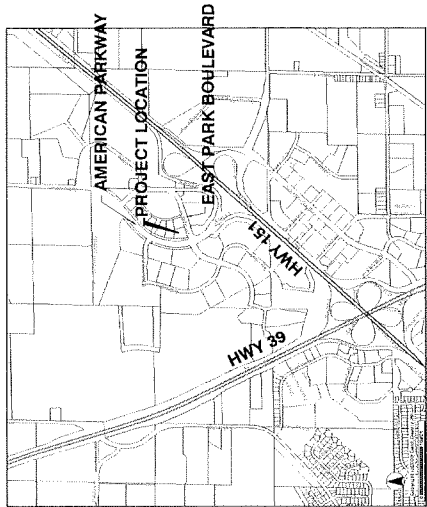 AMERICAN PARKWAY
PROJECT LOCATION
EAST PARK BOULEVARD
HWY 151
HWY 39